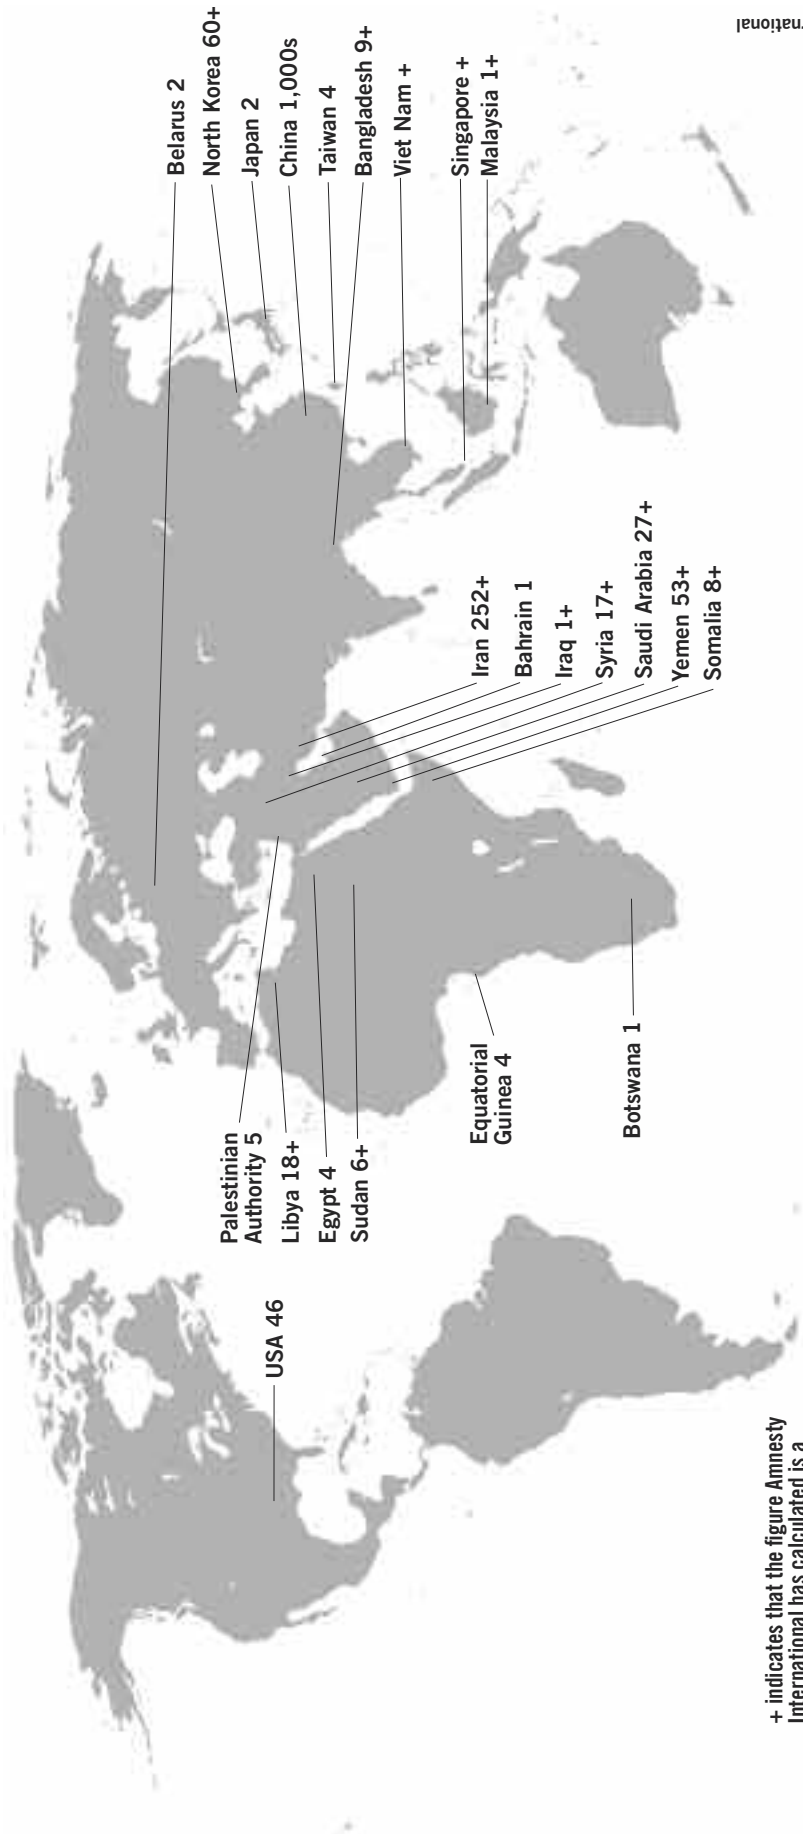 Belarus 2
North Korea 60+
Japan 2
China 1,000s
Taiwan 4
Bangladesh 9+
Viet Nam +
Singapore +
Malaysia 1+
Iran 252+
Bahrain 1
Iraq 1+
Syria 17+
Saudi Arabia 27+
Yemen 53+
Somalia 8+
Palestinian
Authority 5
Libya 18+
Egypt 4
Sudan 6+
Equatorial
Guinea 4
Botswana 1
USA 46
+ indicates that the figure Amnesty
International has calculated is a